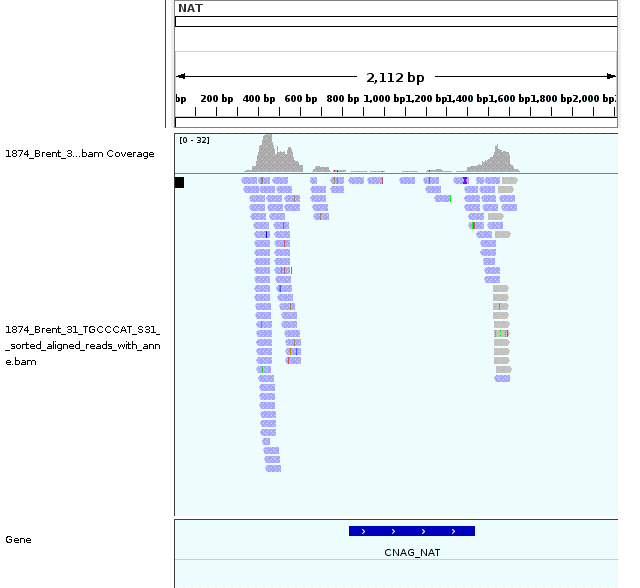 NAT
2,112 bp
bp 200 bp 400 bp 600 bp 800 bp 1,000 bp 1,200 bp 1,400 bp 1,600 bp 1,800 bp 2,000 bp
[0 - 32]
1874_Brent_3...bam Coverage
1874_Brent_31_TGCCCAT_S31_
_sorted_aligned_reads_with_ann
e.bam
Gene
CNAG_NAT